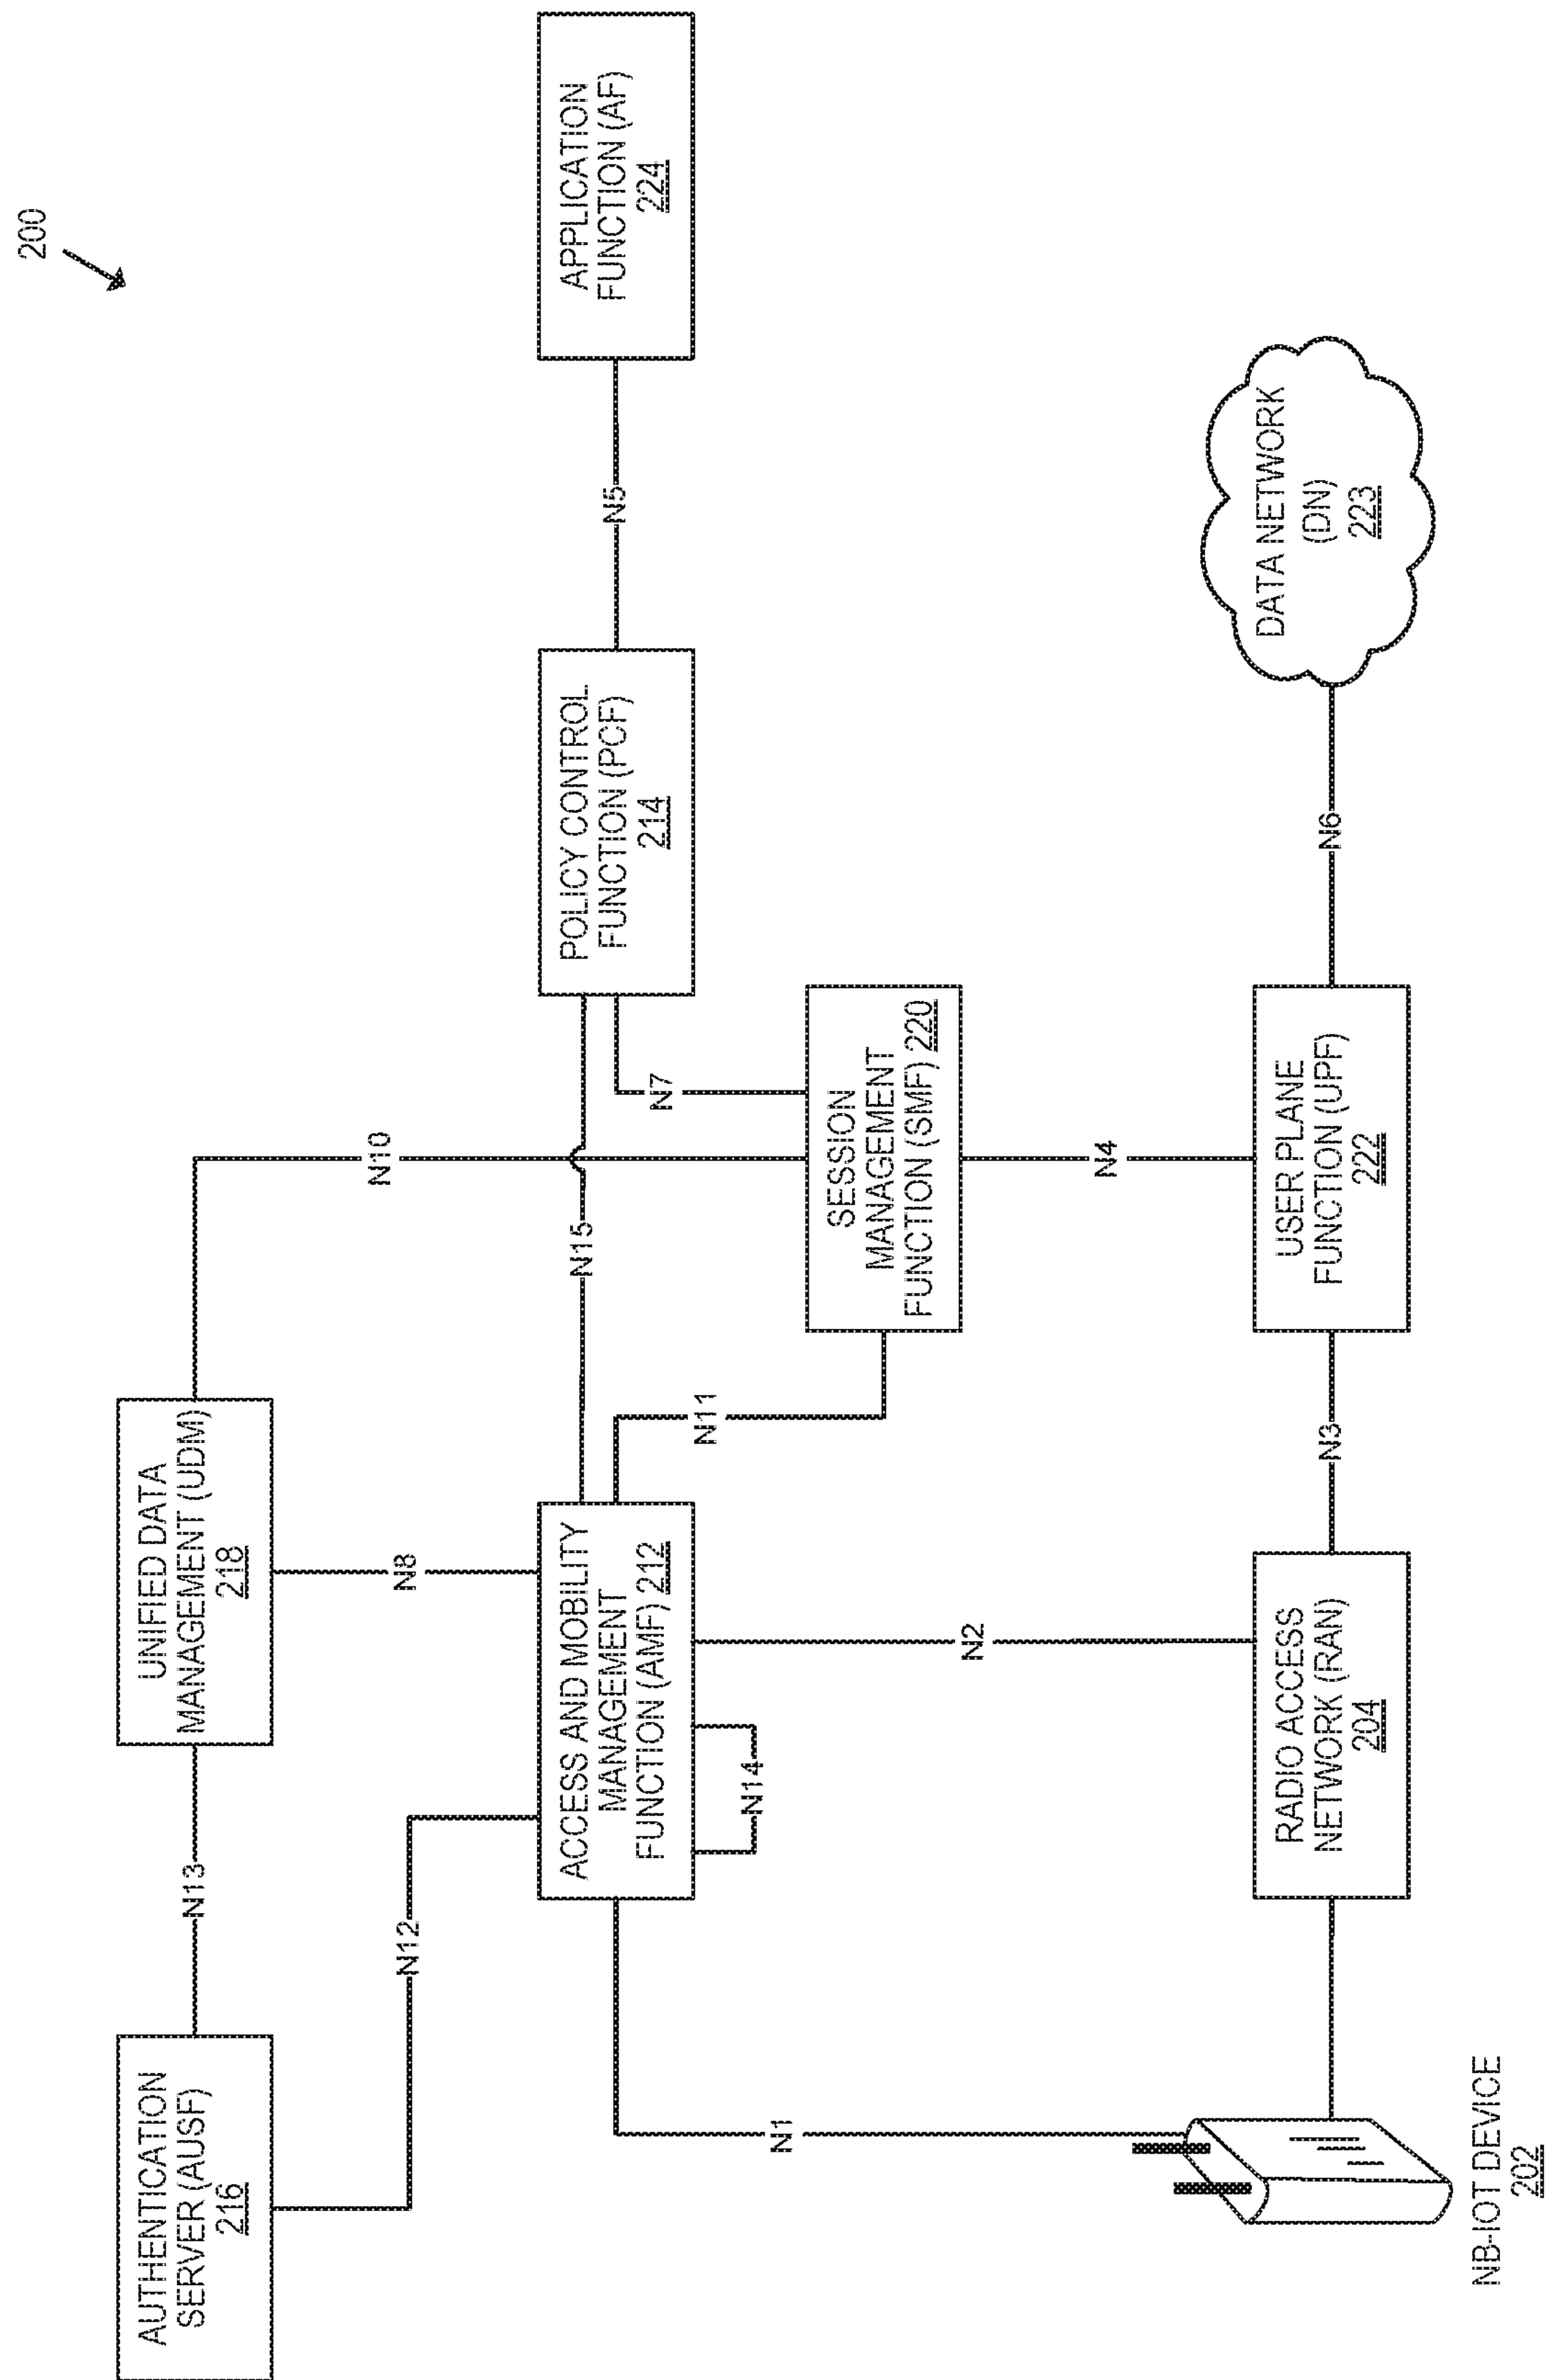 200
AUTHENTICATION
SERVER (AUSF)
216
N13
UNIFIED DATA
MANAGEMENT (UDM)
218
N12
N8
N10
ACCESS AND MOBILITY
MANAGEMENT
FUNCTION (AMF) 212
N15
POLICY CONTROL
FUNCTION (PCF)
214
N5
APPLICATION
FUNCTION (AF)
224
N14
N11
N7
SESSION
MANAGEMENT
FUNCTION (SMF) 220
N1
N2
N4
NB-IOT DEVICE
202
RADIO ACCESS
NETWORK (RAN)
204
N3
USER PLANE
FUNCTION (UPF)
222
N6
DATA NETWORK
(DN)
223